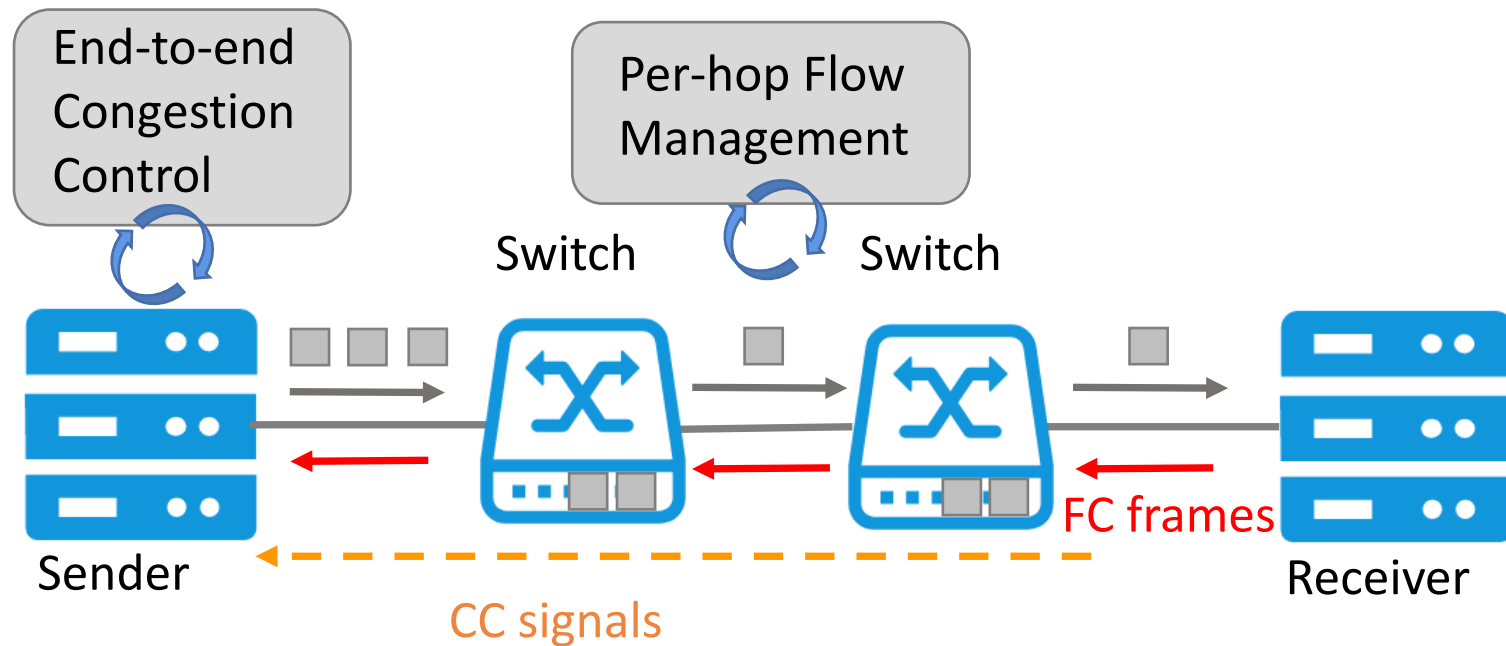 End-to-end
Congestion
Control
Per-hop Flow
Management
Switch
Switch
FC frames
Sender
Receiver
CC signals